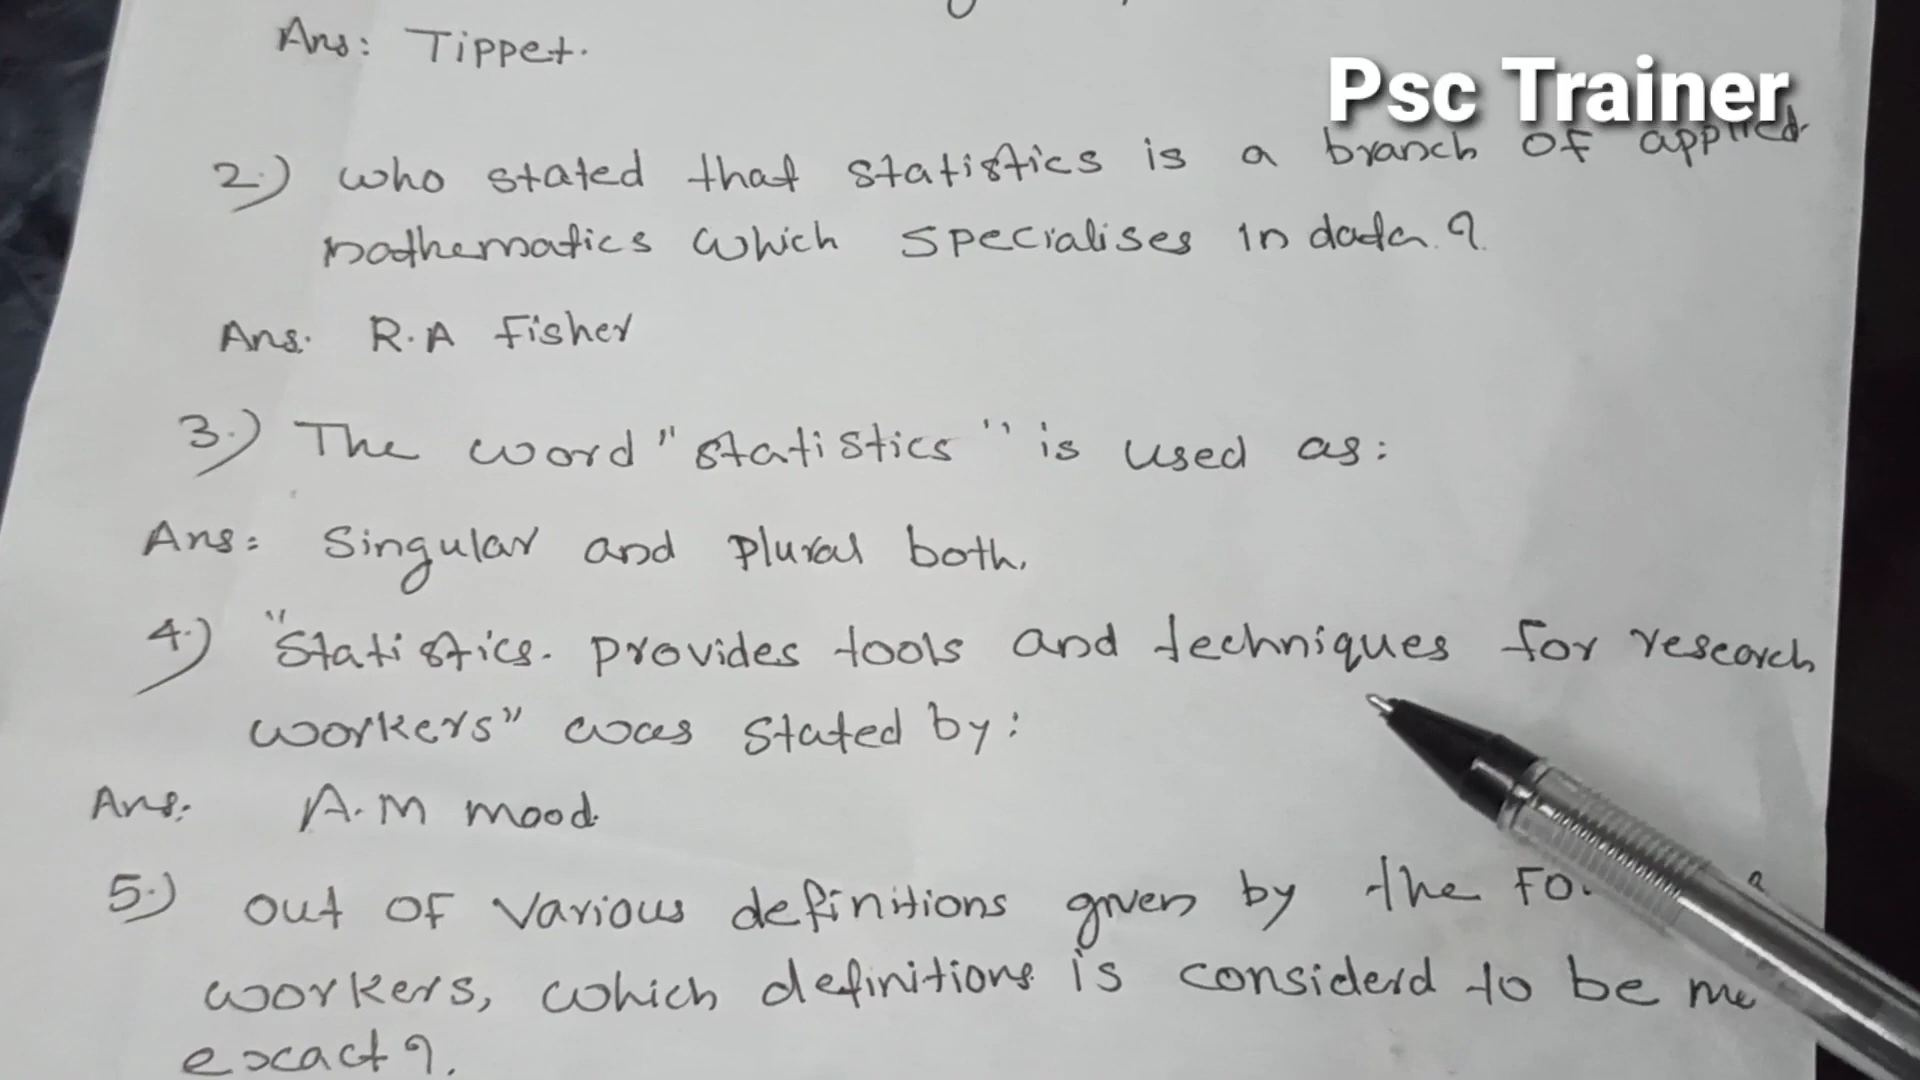 Ans: Tippet.
Psc Trainer
2.) who stated that statistics is a branch of applied
mathematics which specialises in data?
Ans. R.A Fisher
3.) The word "statistics" is used as:
Ans: Singular and plural both.
4.) "Statistics. provides tools and techniques for research
workers" was stated by:
Ans: A.M mood.
5.) out of various definitions given by the
workers, which definitions is considerd to be
exact?